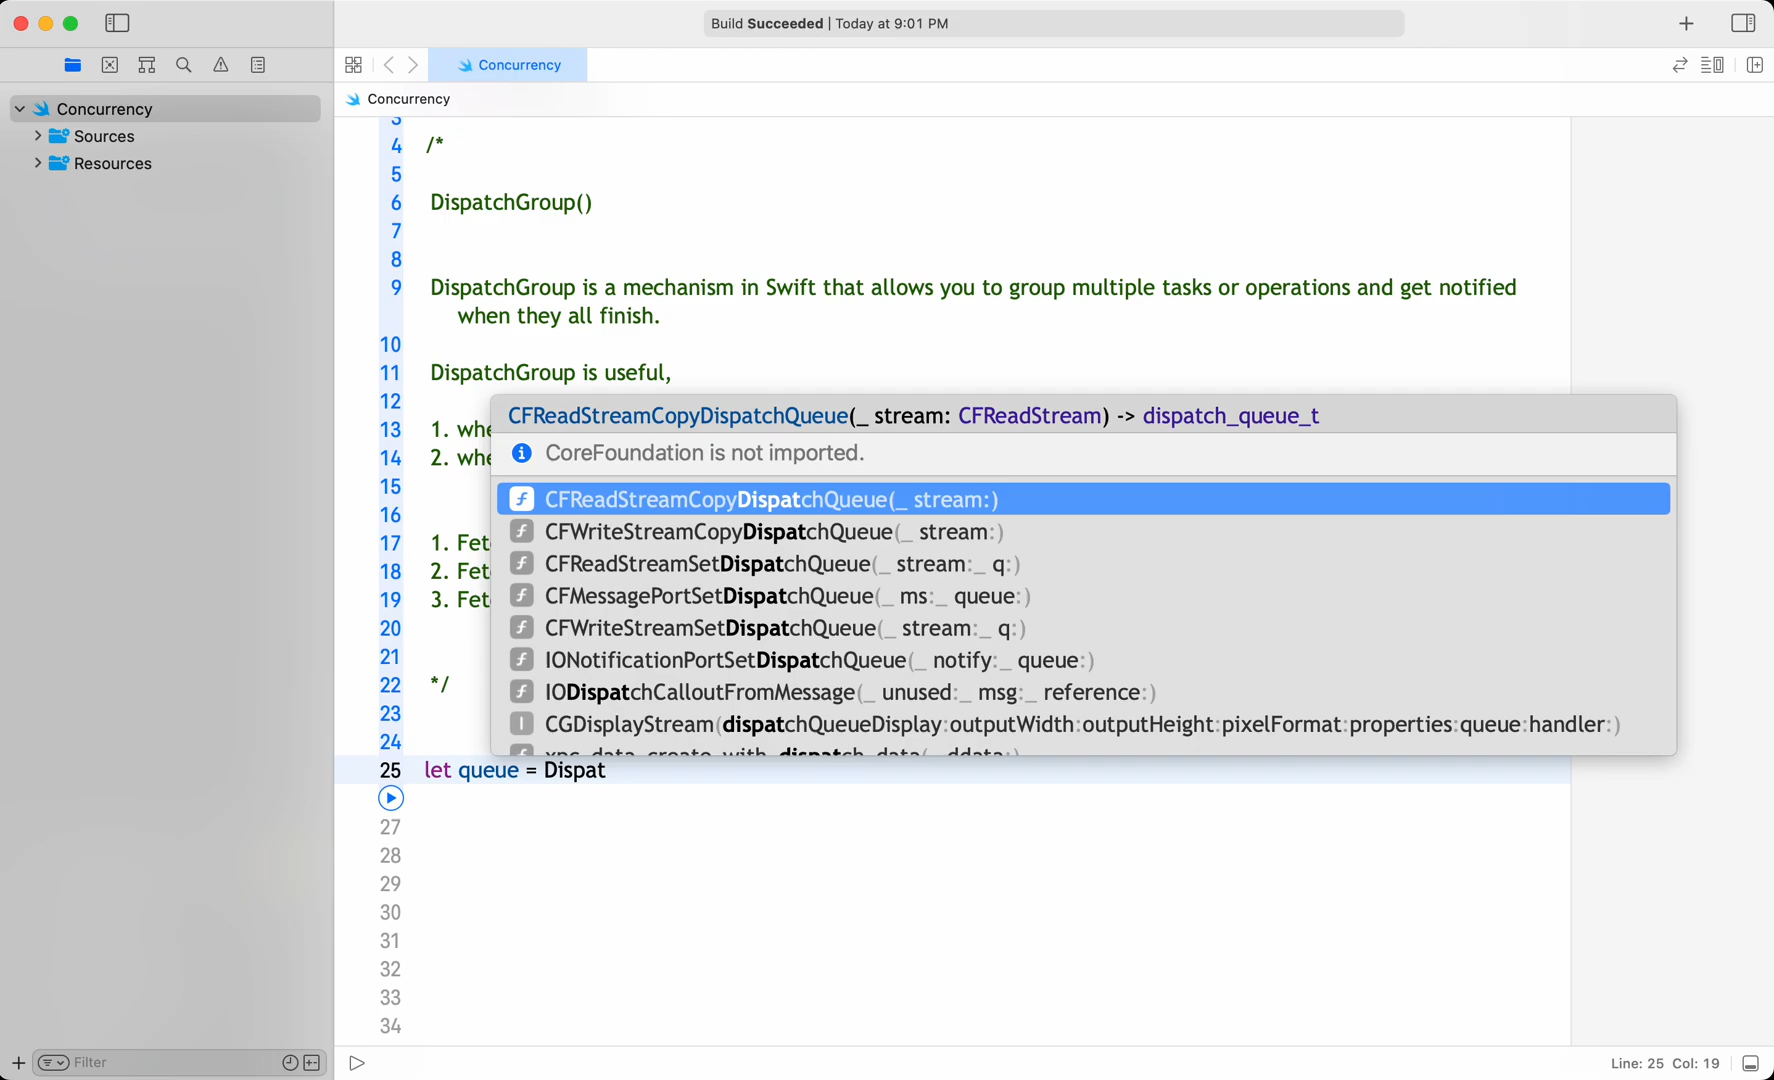 Build Succeeded | Today at 9:01 PM
Concurrency
Concurrency
Sources
Resources
Concurrency
3
4 /*
5
6 DispatchGroup()
7
8
9 DispatchGroup is a mechanism in Swift that allows you to group multiple tasks or operations and get notified
when they all finish.
10
11 DispatchGroup is useful,
12
13 1. whe
14 2. whe
15
16
17 1. Fet
18 2. Fet
19 3. Fet
20
21
22 */
23
24
CFReadStreamCopyDispatchQueue(_ stream: CFReadStream) -> dispatch_queue_t
CoreFoundation is not imported.
CFReadStreamCopyDispatchQueue(_ stream:)
CFWriteStreamCopyDispatchQueue(_ stream:)
CFReadStreamSetDispatchQueue(_ stream:_ q:)
CFMessagePortSetDispatchQueue(_ ms:_ queue:)
CFWriteStreamSetDispatchQueue(_ stream:_ q:)
IONotificationPortSetDispatchQueue(_ notify:_ queue:)
IODispatchCalloutFromMessage(_ unused:_ msg:_ reference:)
CGDisplayStream(dispatchQueueDisplay:outputWidth:outputHeight:pixelFormat:properties:queue:handler:)
xpc_data_create_with_dispatch_data(_ ddata:)
25 let queue = Dispat
27
28
29
30
31
32
33
34
Filter
Line: 25 Col: 19